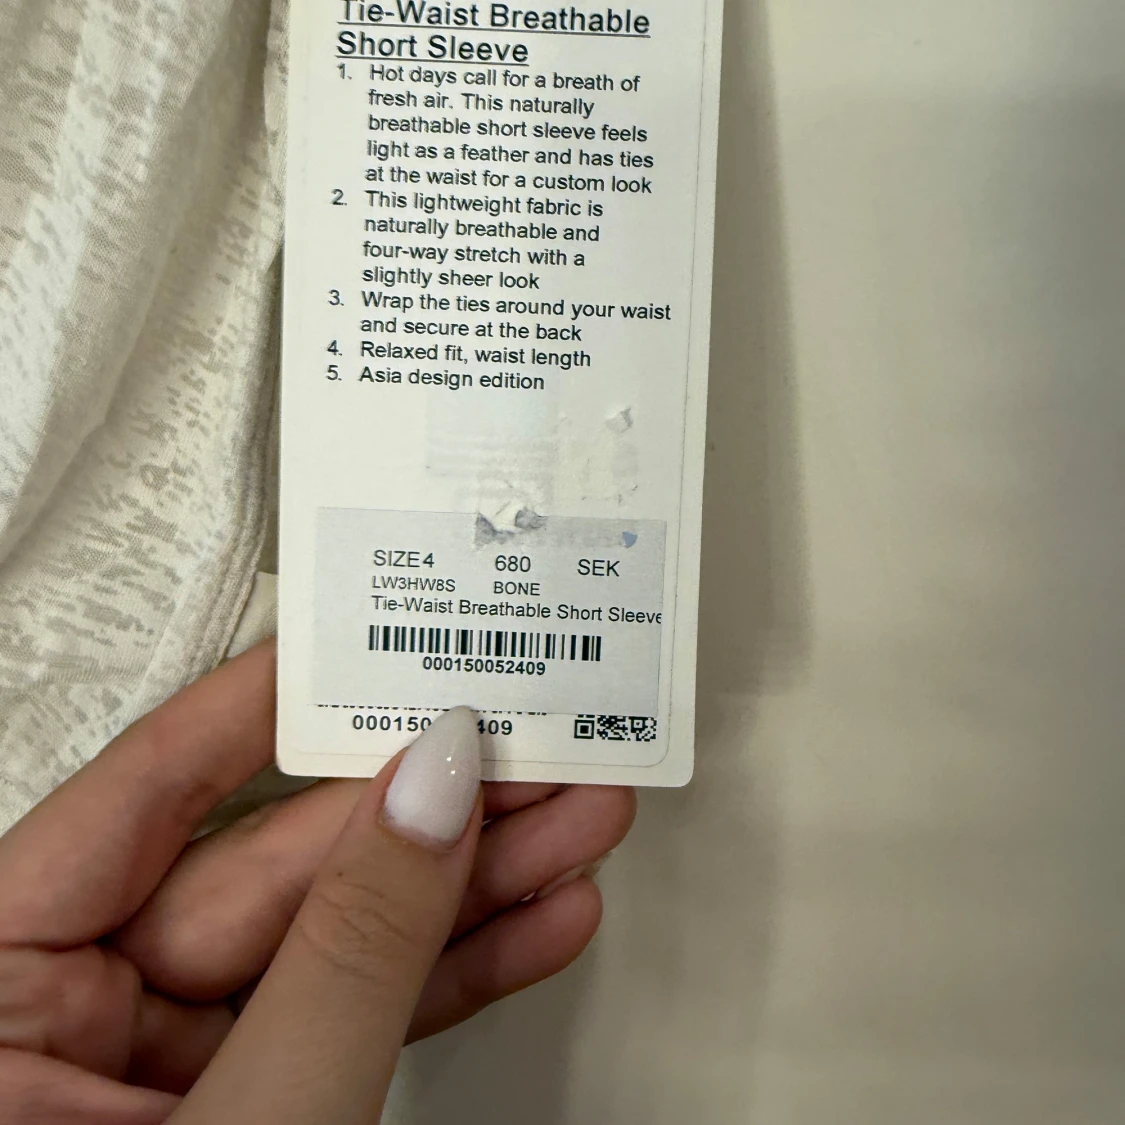 Tie-Waist Breathable
Short Sleeve
1. Hot days call for a breath of
fresh air. This naturally
breathable short sleeve feels
light as a feather and has ties
at the waist for a custom look
2. This lightweight fabric is
naturally breathable and
four-way stretch with a
slightly sheer look
3. Wrap the ties around your waist
and secure at the back
4. Relaxed fit, waist length
5. Asia design edition
SIZE4 680 SEK
LW3HW8S BONE
Tie-Waist Breathable Short Sleeve
000150052409
000150 409